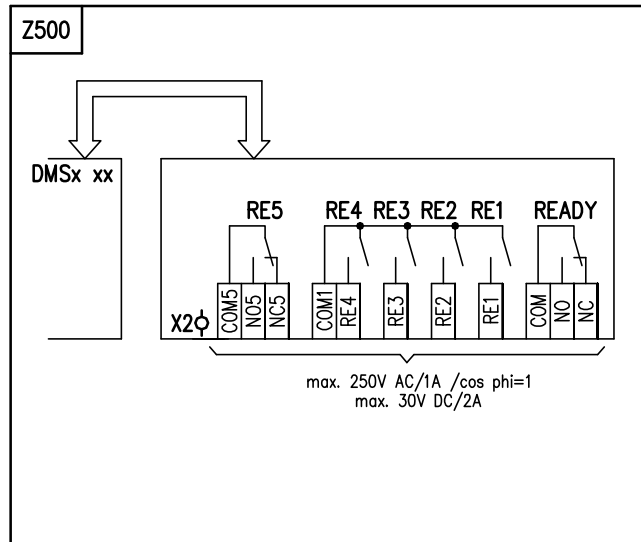 Z500
DMSx xx
RE5 RE4 RE3 RE2 RE1 READY
X2
COM5 NO5 NC5 COM1 RE4 RE3 RE2 RE1 COM NO NC
max. 250V AC/1A /cos phi=1
max. 30V DC/2A